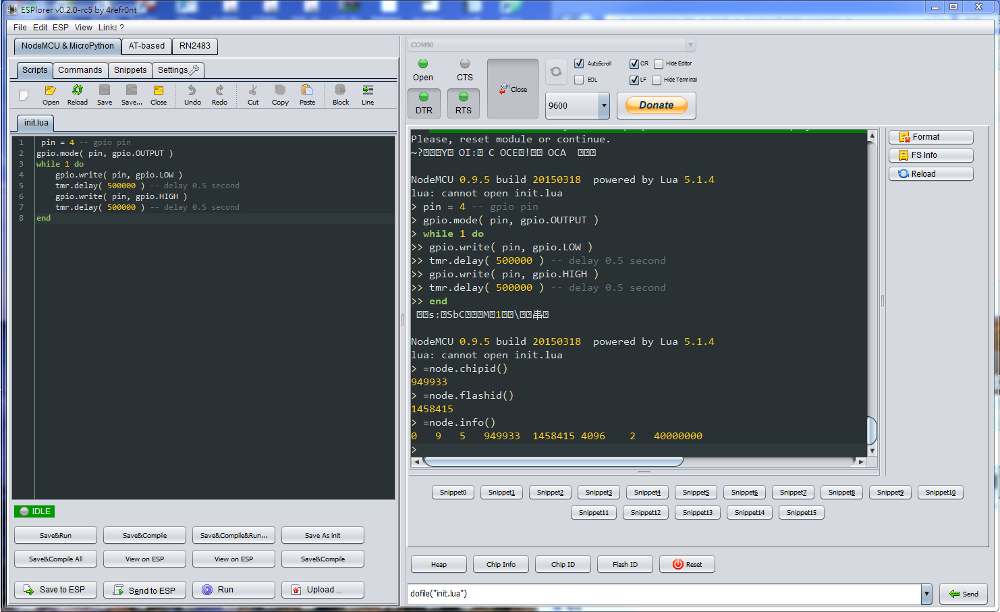 ESPlorer v0.2.0-rc5 by 4refr0nt
File Edit ESP View Links ?
NodeMCU & MicroPython AT-based RN2483
Scripts Commands Snippets Settings
Open Reload Save Save... Close Undo Redo Cut Copy Paste Block Line
init.lua
1 pin = 4 -- gpio pin
2 gpio.mode( pin, gpio.OUTPUT )
3 while 1 do
4 gpio.write( pin, gpio.LOW )
5 tmr.delay( 500000 ) -- delay 0.5 second
6 gpio.write( pin, gpio.HIGH )
7 tmr.delay( 500000 ) -- delay 0.5 second
8 end
IDLE
Save&Run Save&Compile Save&Compile&Run... Save As init
Save&Compile All View on ESP View on ESP Save&Compile
Save to ESP Send to ESP Run Upload...
COM90
Open CTS Close AutoScroll CR Hide Editor
EOL LF Hide Terminal
DTR RTS 9600 Donate
Please, reset module or continue.
NodeMCU 0.9.5 build 20150318 powered by Lua 5.1.4
lua: cannot open init.lua
> pin = 4 -- gpio pin
> gpio.mode( pin, gpio.OUTPUT )
> while 1 do
>> gpio.write( pin, gpio.LOW )
>> tmr.delay( 500000 ) -- delay 0.5 second
>> gpio.write( pin, gpio.HIGH )
>> tmr.delay( 500000 ) -- delay 0.5 second
>> end
NodeMCU 0.9.5 build 20150318 powered by Lua 5.1.4
lua: cannot open init.lua
> =node.chipid()
949933
> =node.flashid()
1458415
> =node.info()
0 9 5 949933 1458415 4096 2 40000000
>
Format
FS Info
Reload
Snippet0 Snippet1 Snippet2 Snippet3 Snippet4 Snippet5 Snippet6 Snippet7 Snippet8 Snippet9 Snippet10
Snippet11 Snippet12 Snippet13 Snippet14 Snippet15
Heap Chip Info Chip ID Flash ID Reset
dofile("init.lua") Send